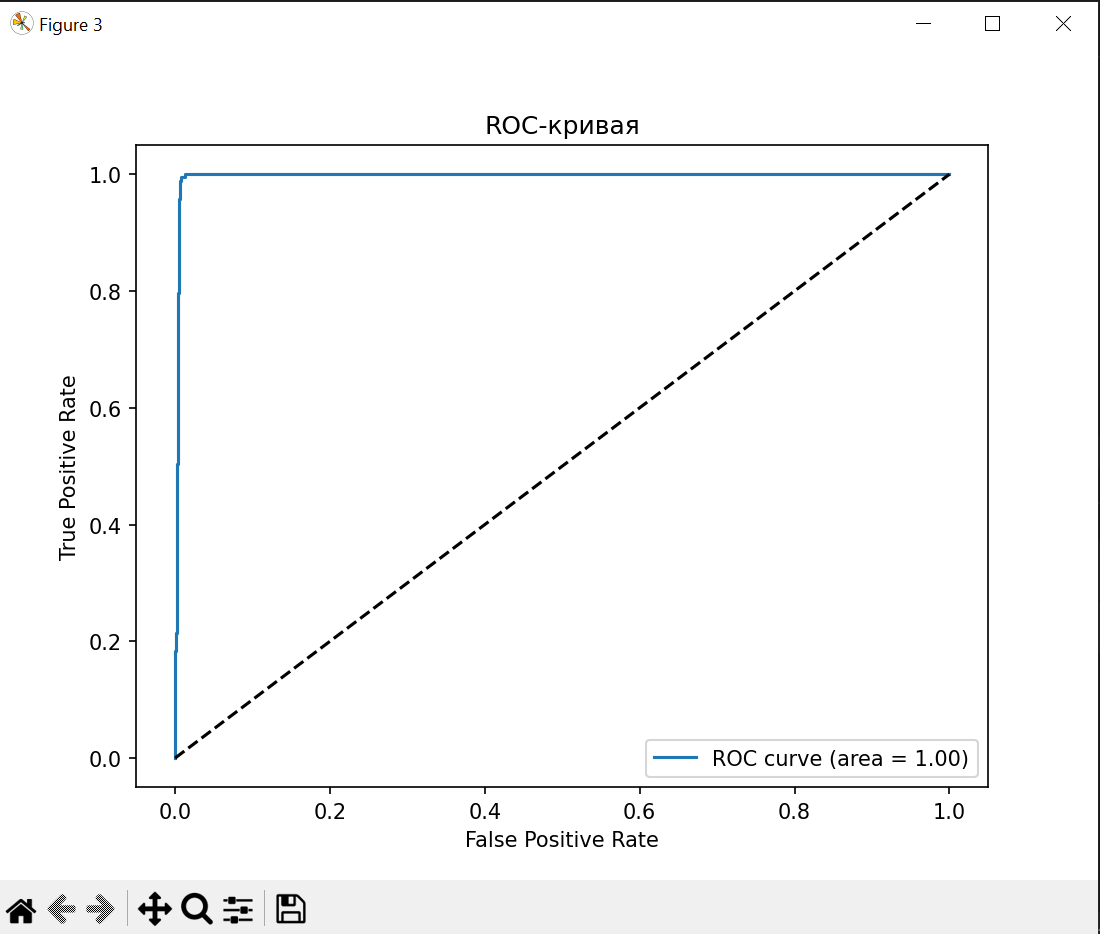 Figure 3
ROC-кривая
True Positive Rate
1.0
0.8
0.6
0.4
0.2
0.0
ROC curve (area = 1.00)
0.0 0.2 0.4 0.6 0.8 1.0
False Positive Rate